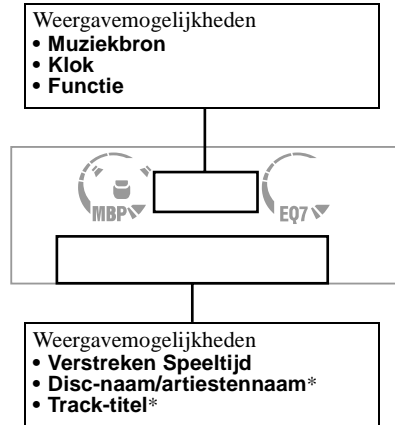 Weergavemogelijkheden
• Muziekbron
• Klok
• Functie
MBP EQ7
Weergavemogelijkheden
• Verstreken Speeltijd
• Disc-naam/artiestennaam*
• Track-titel*